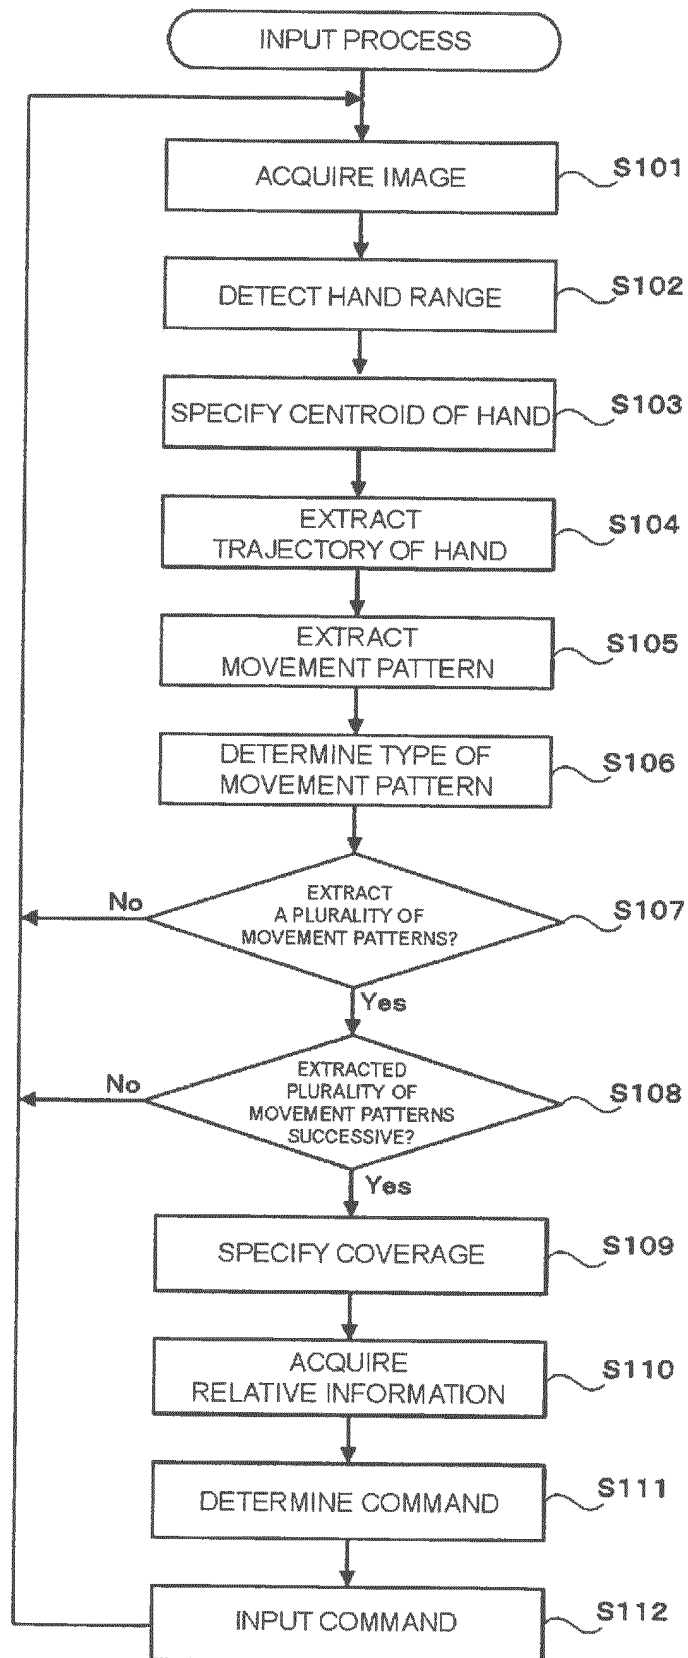 INPUT PROCESS
ACQUIRE IMAGE
S101
DETECT HAND RANGE
S102
SPECIFY CENTROID OF HAND
S103
EXTRACT
TRAJECTORY OF HAND
S104
EXTRACT
MOVEMENT PATTERN
S105
DETERMINE TYPE OF
MOVEMENT PATTERN
S106
No
EXTRACT
A PLURALITY OF
MOVEMENT PATTERNS?
S107
Yes
No
EXTRACTED
PLURALITY OF
MOVEMENT PATTERNS
SUCCESSIVE?
S108
Yes
SPECIFY COVERAGE
S109
ACQUIRE
RELATIVE INFORMATION
S110
DETERMINE COMMAND
S111
INPUT COMMAND
S112